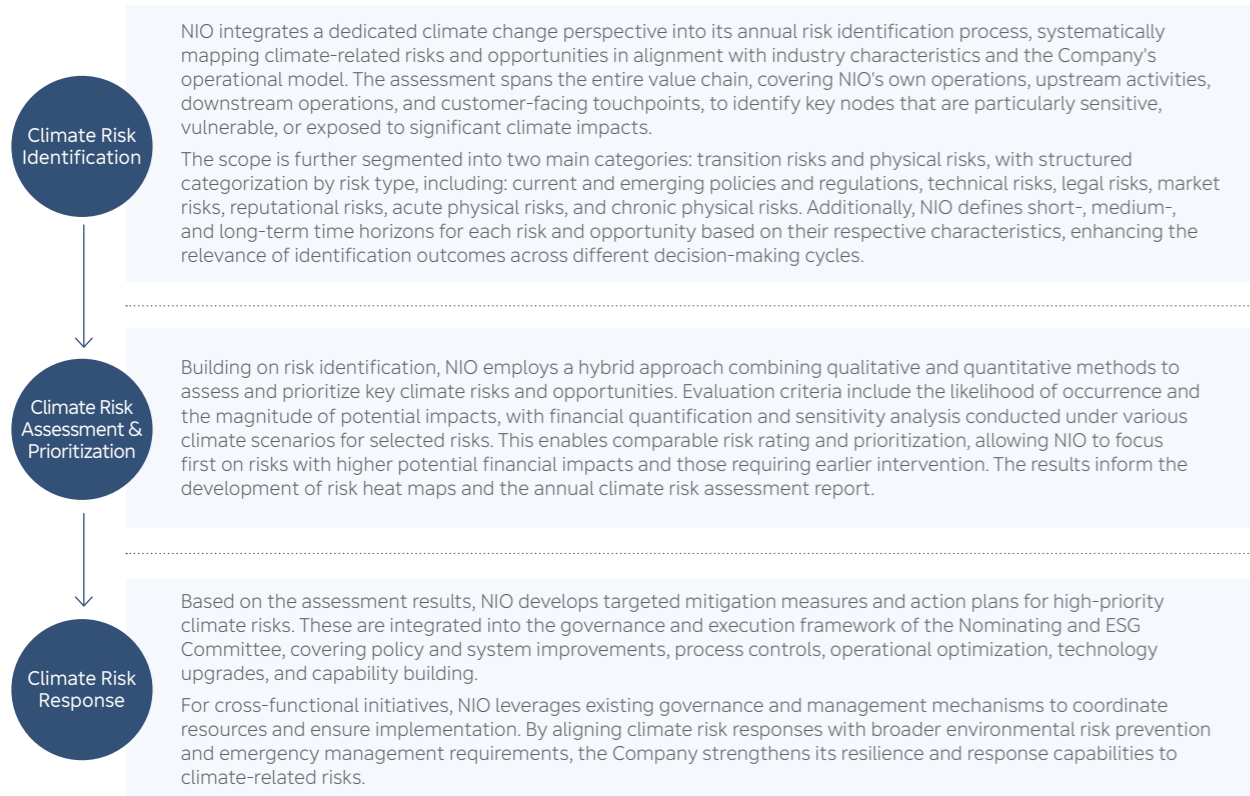 Climate Risk
Identification
NIO integrates a dedicated climate change perspective into its annual risk identification process, systematically
mapping climate-related risks and opportunities in alignment with industry characteristics and the Company's
operational model. The assessment spans the entire value chain, covering NIO's own operations, upstream activities,
downstream operations, and customer-facing touchpoints, to identify key nodes that are particularly sensitive,
vulnerable, or exposed to significant climate impacts.
The scope is further segmented into two main categories: transition risks and physical risks, with structured
categorization by risk type, including: current and emerging policies and regulations, technical risks, legal risks, market
risks, reputational risks, acute physical risks, and chronic physical risks. Additionally, NIO defines short-, medium-,
and long-term time horizons for each risk and opportunity based on their respective characteristics, enhancing the
relevance of identification outcomes across different decision-making cycles.
Climate Risk
Assessment &
Prioritization
Building on risk identification, NIO employs a hybrid approach combining qualitative and quantitative methods to
assess and prioritize key climate risks and opportunities. Evaluation criteria include the likelihood of occurrence and
the magnitude of potential impacts, with financial quantification and sensitivity analysis conducted under various
climate scenarios for selected risks. This enables comparable risk rating and prioritization, allowing NIO to focus
first on risks with higher potential financial impacts and those requiring earlier intervention. The results inform the
development of risk heat maps and the annual climate risk assessment report.
Climate Risk
Response
Based on the assessment results, NIO develops targeted mitigation measures and action plans for high-priority
climate risks. These are integrated into the governance and execution framework of the Nominating and ESG
Committee, covering policy and system improvements, process controls, operational optimization, technology
upgrades, and capability building.
For cross-functional initiatives, NIO leverages existing governance and management mechanisms to coordinate
resources and ensure implementation. By aligning climate risk responses with broader environmental risk prevention
and emergency management requirements, the Company strengthens its resilience and response capabilities to
climate-related risks.